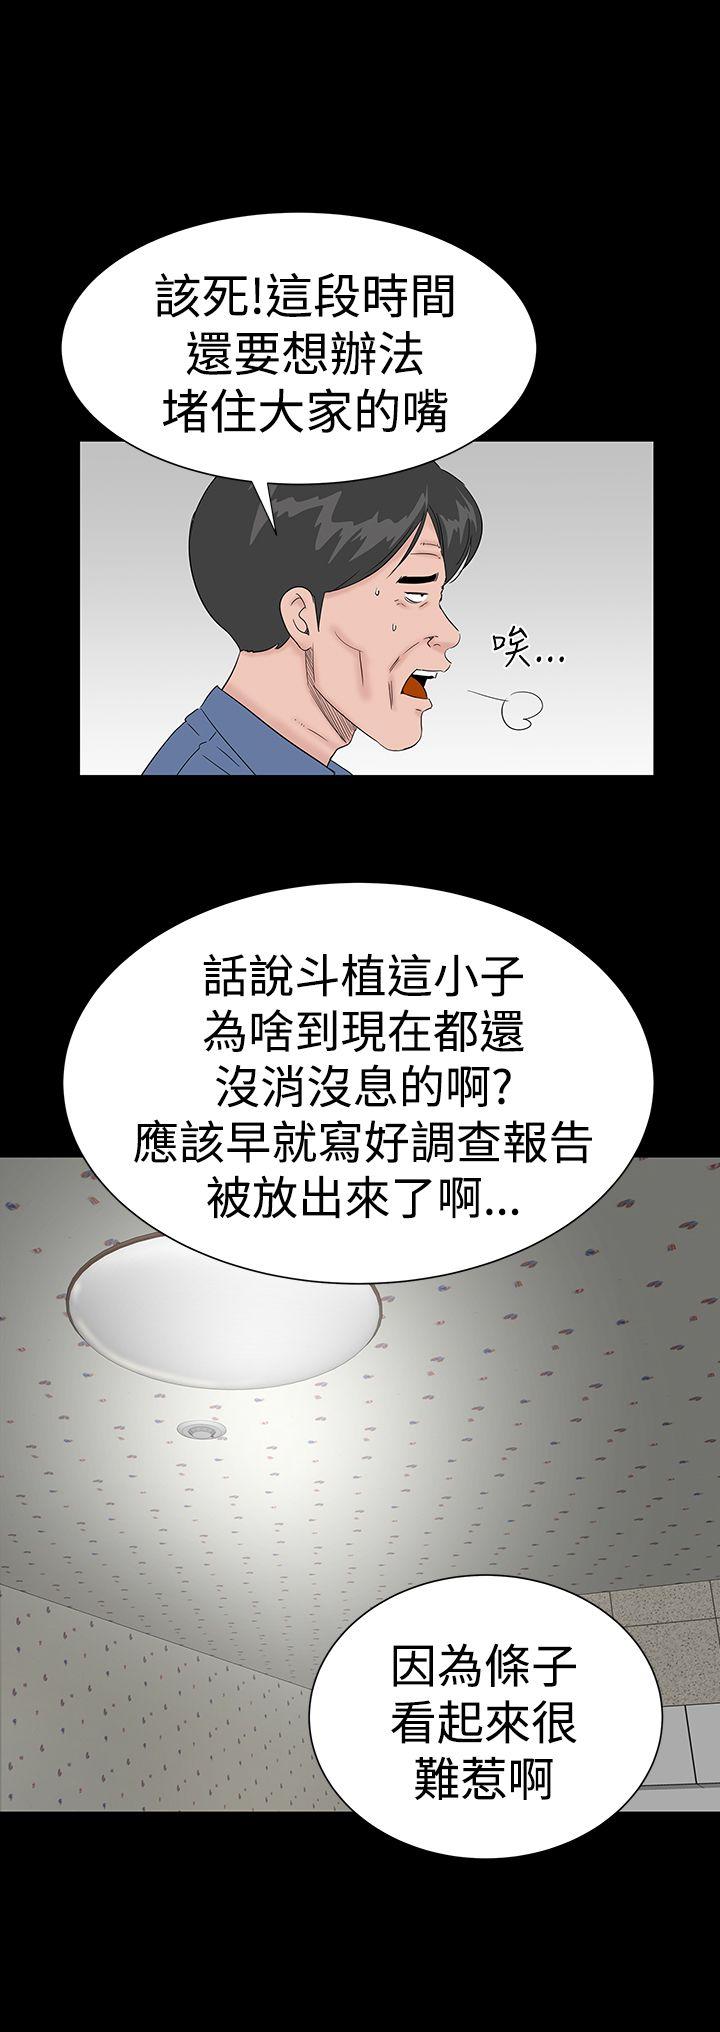 該死!這段時間
還要想辦法
堵住大家的嘴
唉...
話說斗植這小子
為啥到現在都還
沒消沒息的啊?
應該早就寫好調查報告
被放出來了啊...
因為條子
看起來很
難惹啊